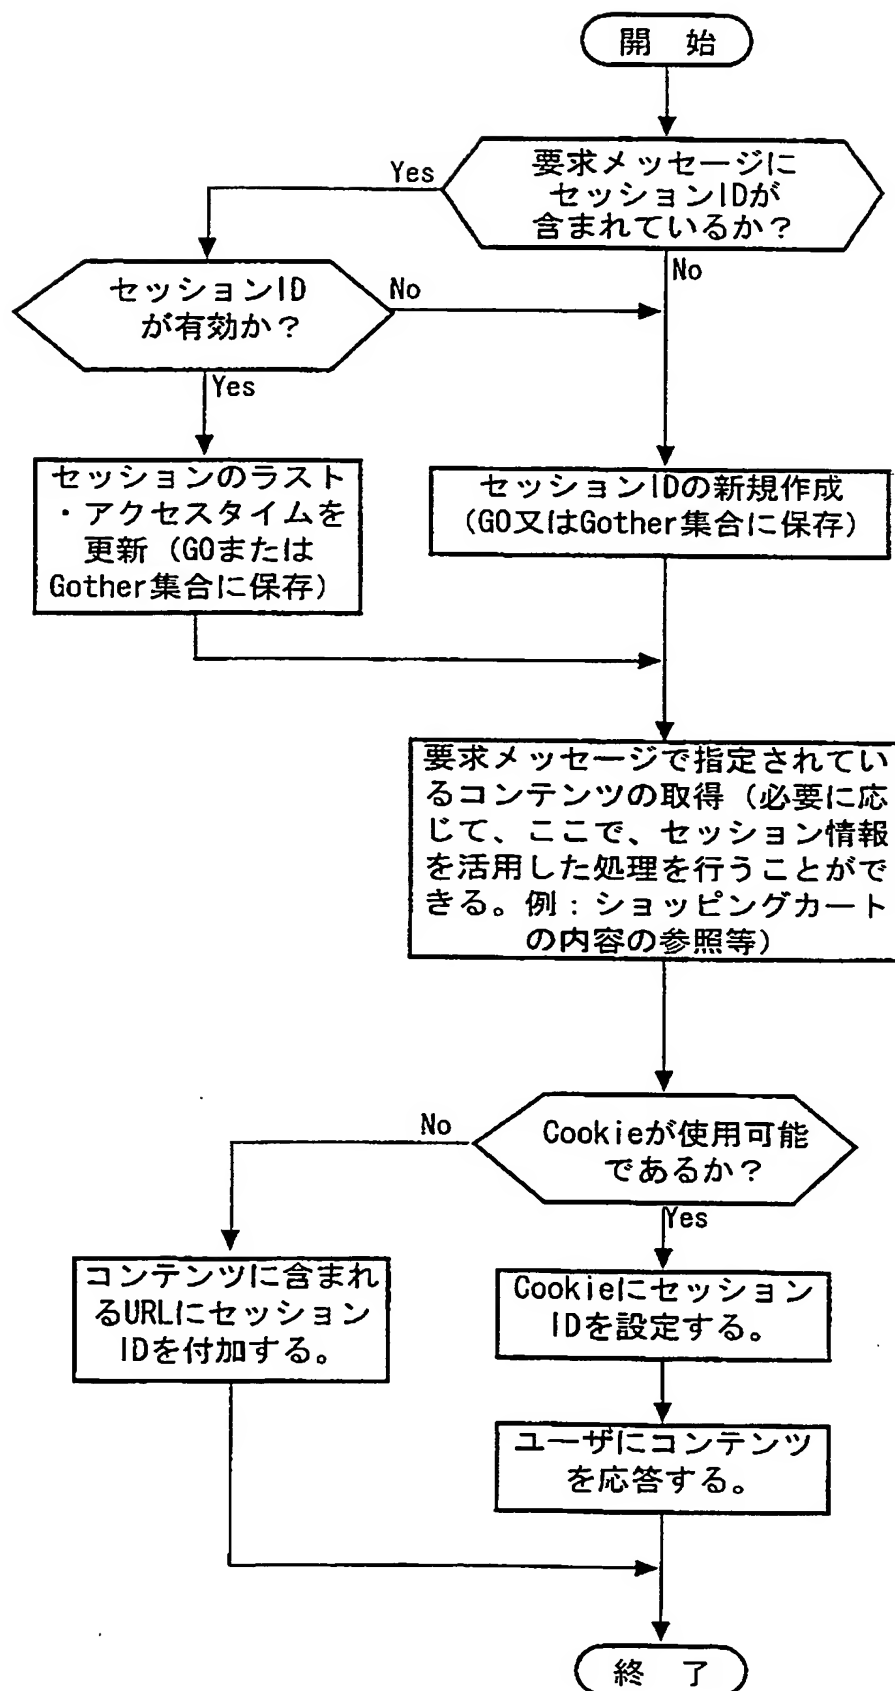 開 始
要求メッセージに
セッションIDが
含まれているか？
Yes
No
セッションID
が有効か？
No
Yes
セッションのラスト
・アクセスタイムを
更新（GOまたは
Gother集合に保存）
セッションIDの新規作成
（GO又はGother集合に保存）
要求メッセージで指定されてい
るコンテンツの取得（必要に応
じて、ここで、セッション情報
を活用した処理を行うことがで
きる。例：ショッピングカート
の内容の参照等）
Cookieが使用可能
であるか？
No
Yes
コンテンツに含まれ
るURLにセッション
IDを付加する。
Cookieにセッション
IDを設定する。
ユーザにコンテンツ
を応答する。
終 了